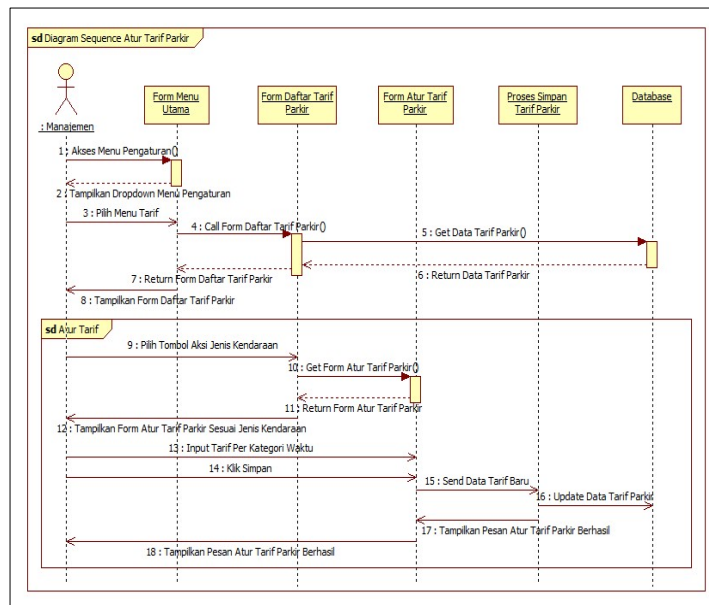 sd Diagram Sequence Atur Tarif Parkir
: Manajemen
Form Menu
Utama
Form Daftar Tarif
Parkir
Form Atur Tarif
Parkir
Proses Simpan
Tarif Parkir
Database
1 : Akses Menu Pengaturan()
2 : Tampilkan Dropdown Menu Pengaturan
3 : Pilih Menu Tarif
4 : Call Form Daftar Tarif Parkir()
5 : Get Data Tarif Parkir()
6 : Return Data Tarif Parkir
7 : Return Form Daftar Tarif Parkir
8 : Tampilkan Form Daftar Tarif Parkir
sd Atur Tarif
9 : Pilih Tombol Aksi Jenis Kendaraan
10 : Get Form Atur Tarif Parkir()
11 : Return Form Atur Tarif Parkir
12 : Tampilkan Form Atur Tarif Parkir Sesuai Jenis Kendaraan
13 : Input Tarif Per Kategori Waktu
14 : Klik Simpan
15 : Send Data Tarif Baru
16 : Update Data Tarif Parkir
17 : Tampilkan Pesan Atur Tarif Parkir Berhasil
18 : Tampilkan Pesan Atur Tarif Parkir Berhasil